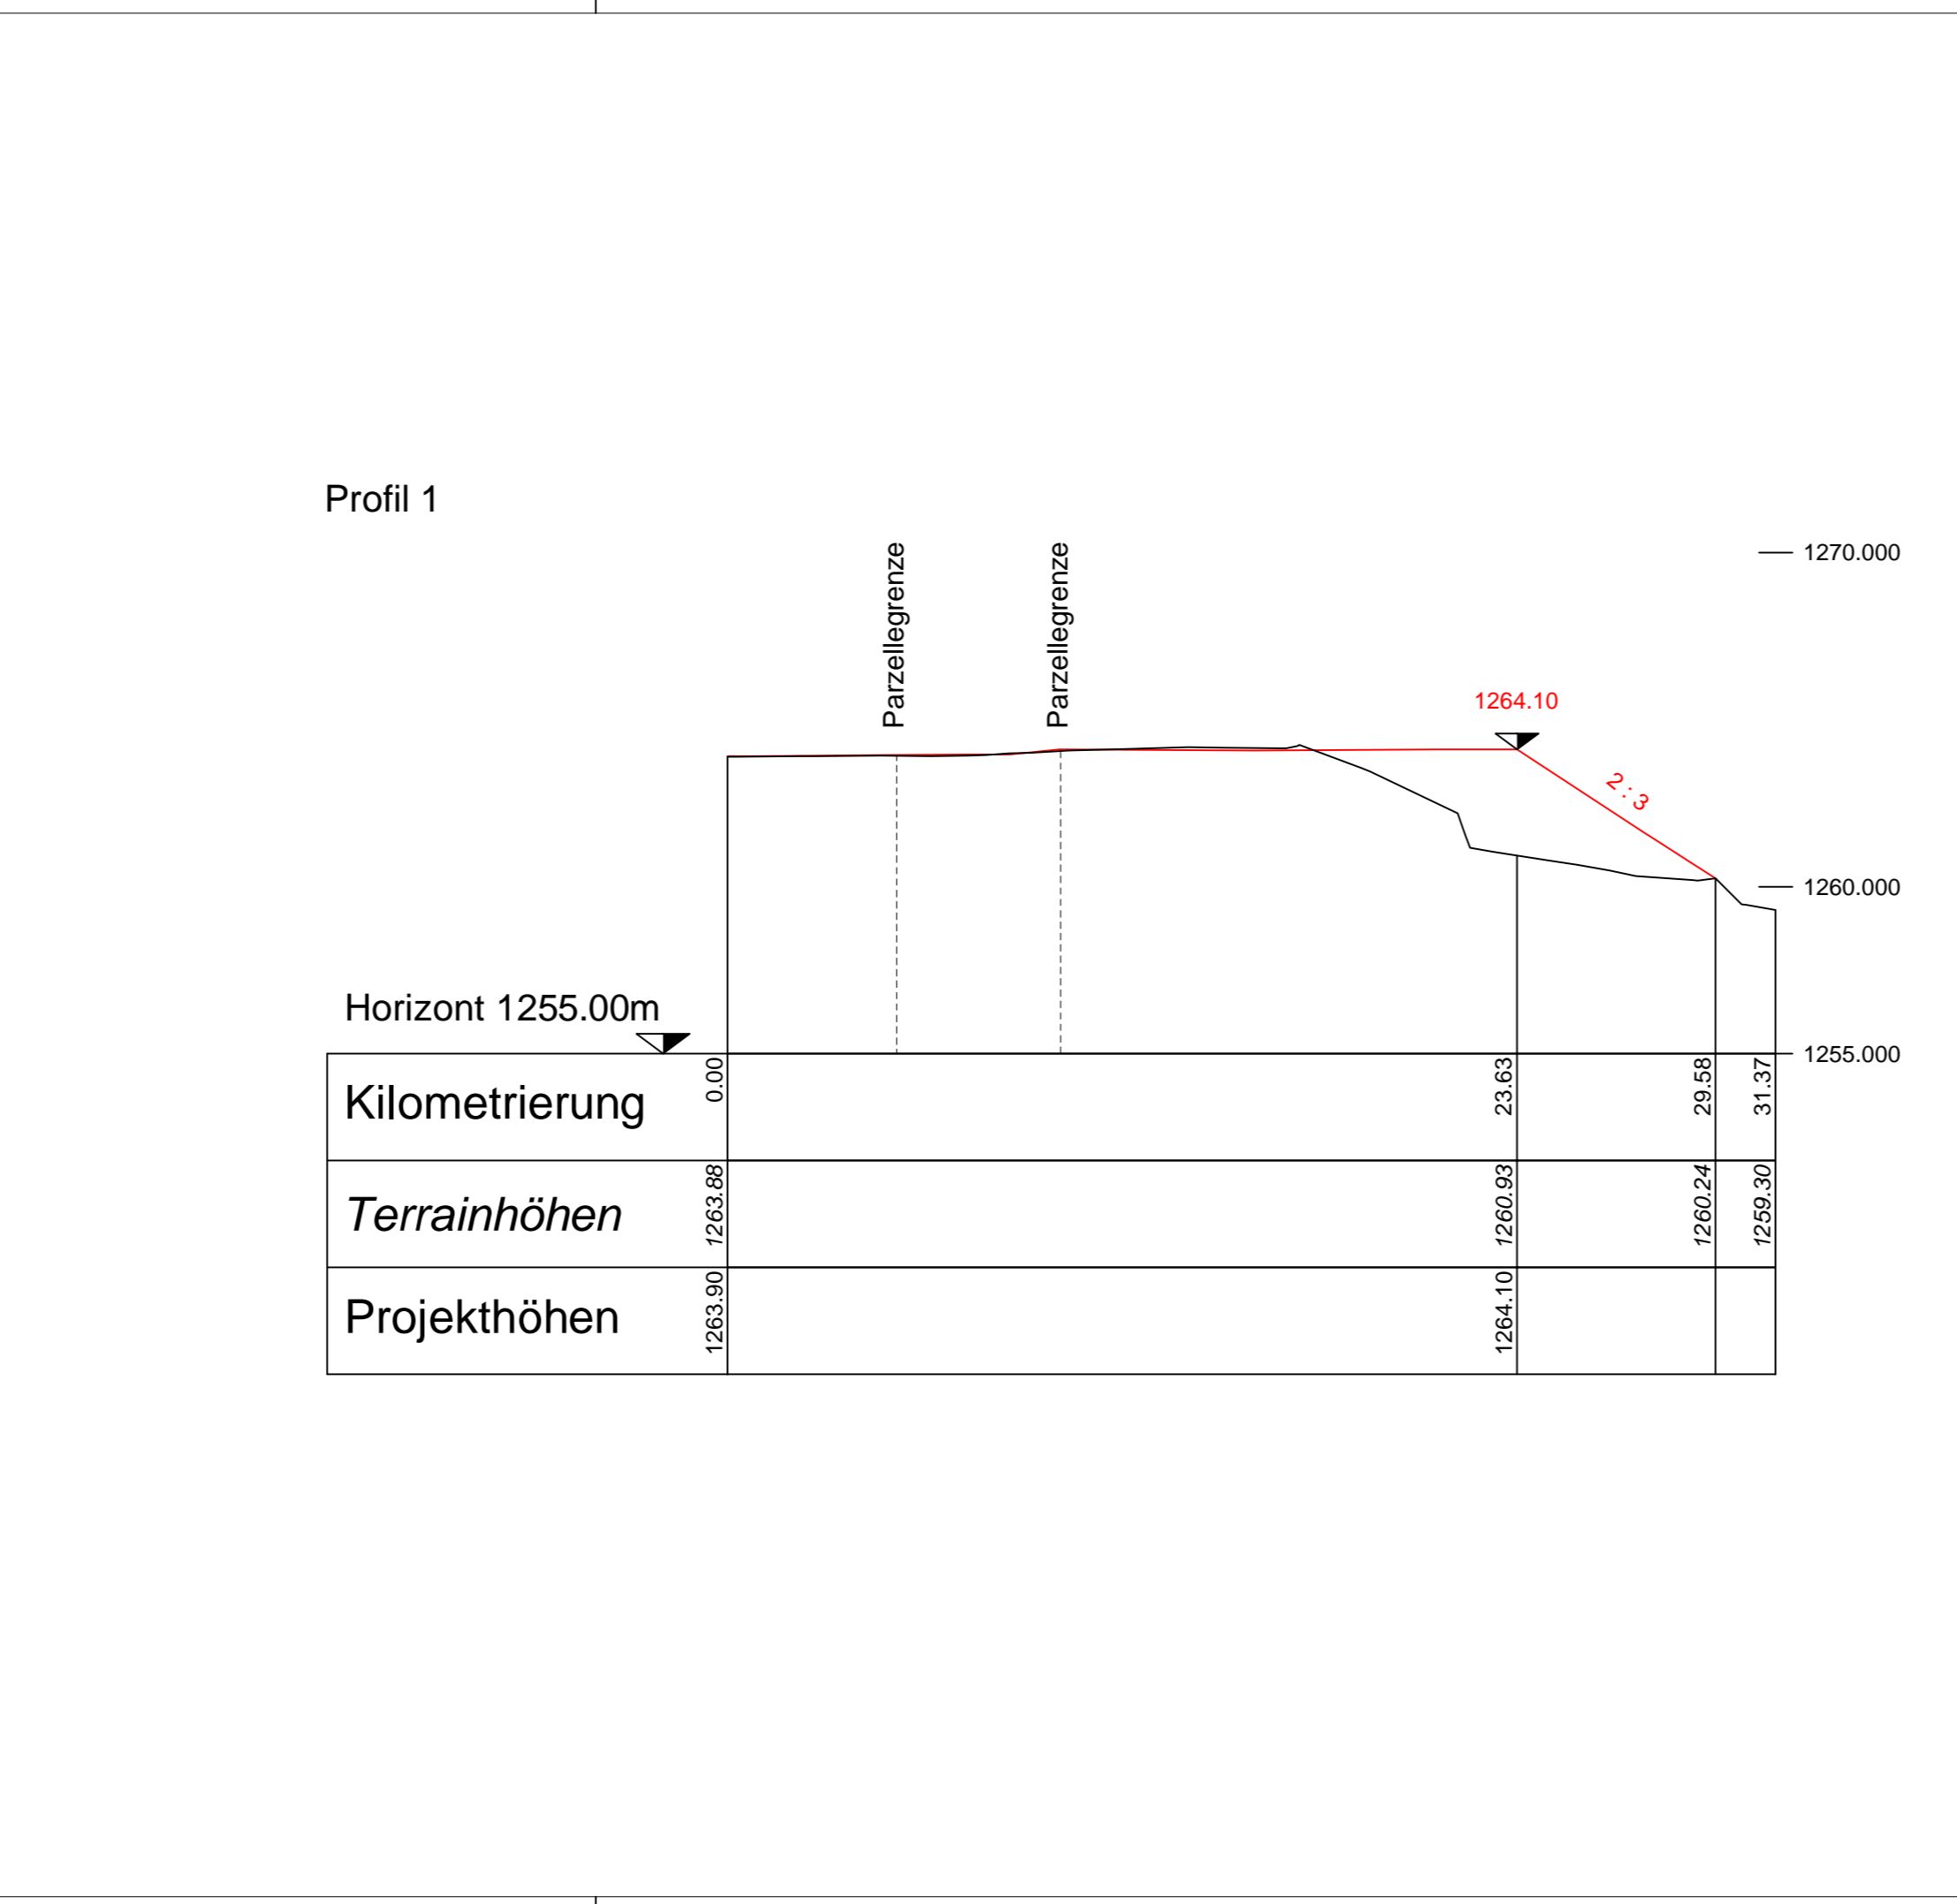 Profil 1
Parzellegrenze
Parzellegrenze
1270.000
1264.10
2 : 3
1260.000
Horizont 1255.00m
1255.000
Kilometrierung 0.00 23.63 29.58 31.37
Terrainhöhen 1263.88 1260.93 1260.24 1259.30
Projekthöhen 1263.90 1264.10